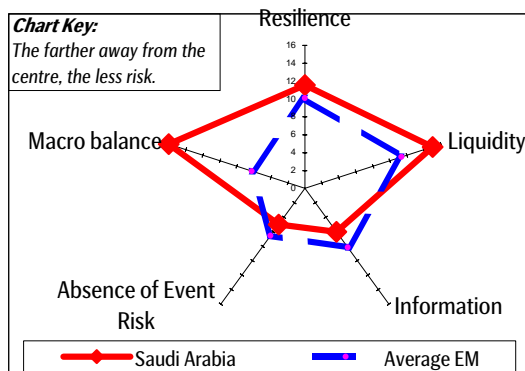 Chart Key:
The farther away from the
centre, the less risk.
Resilience
16
14
12
10
8
6
4
2
0
Macro balance
Liquidity
Absence of Event
Risk
Information
Saudi Arabia
Average EM